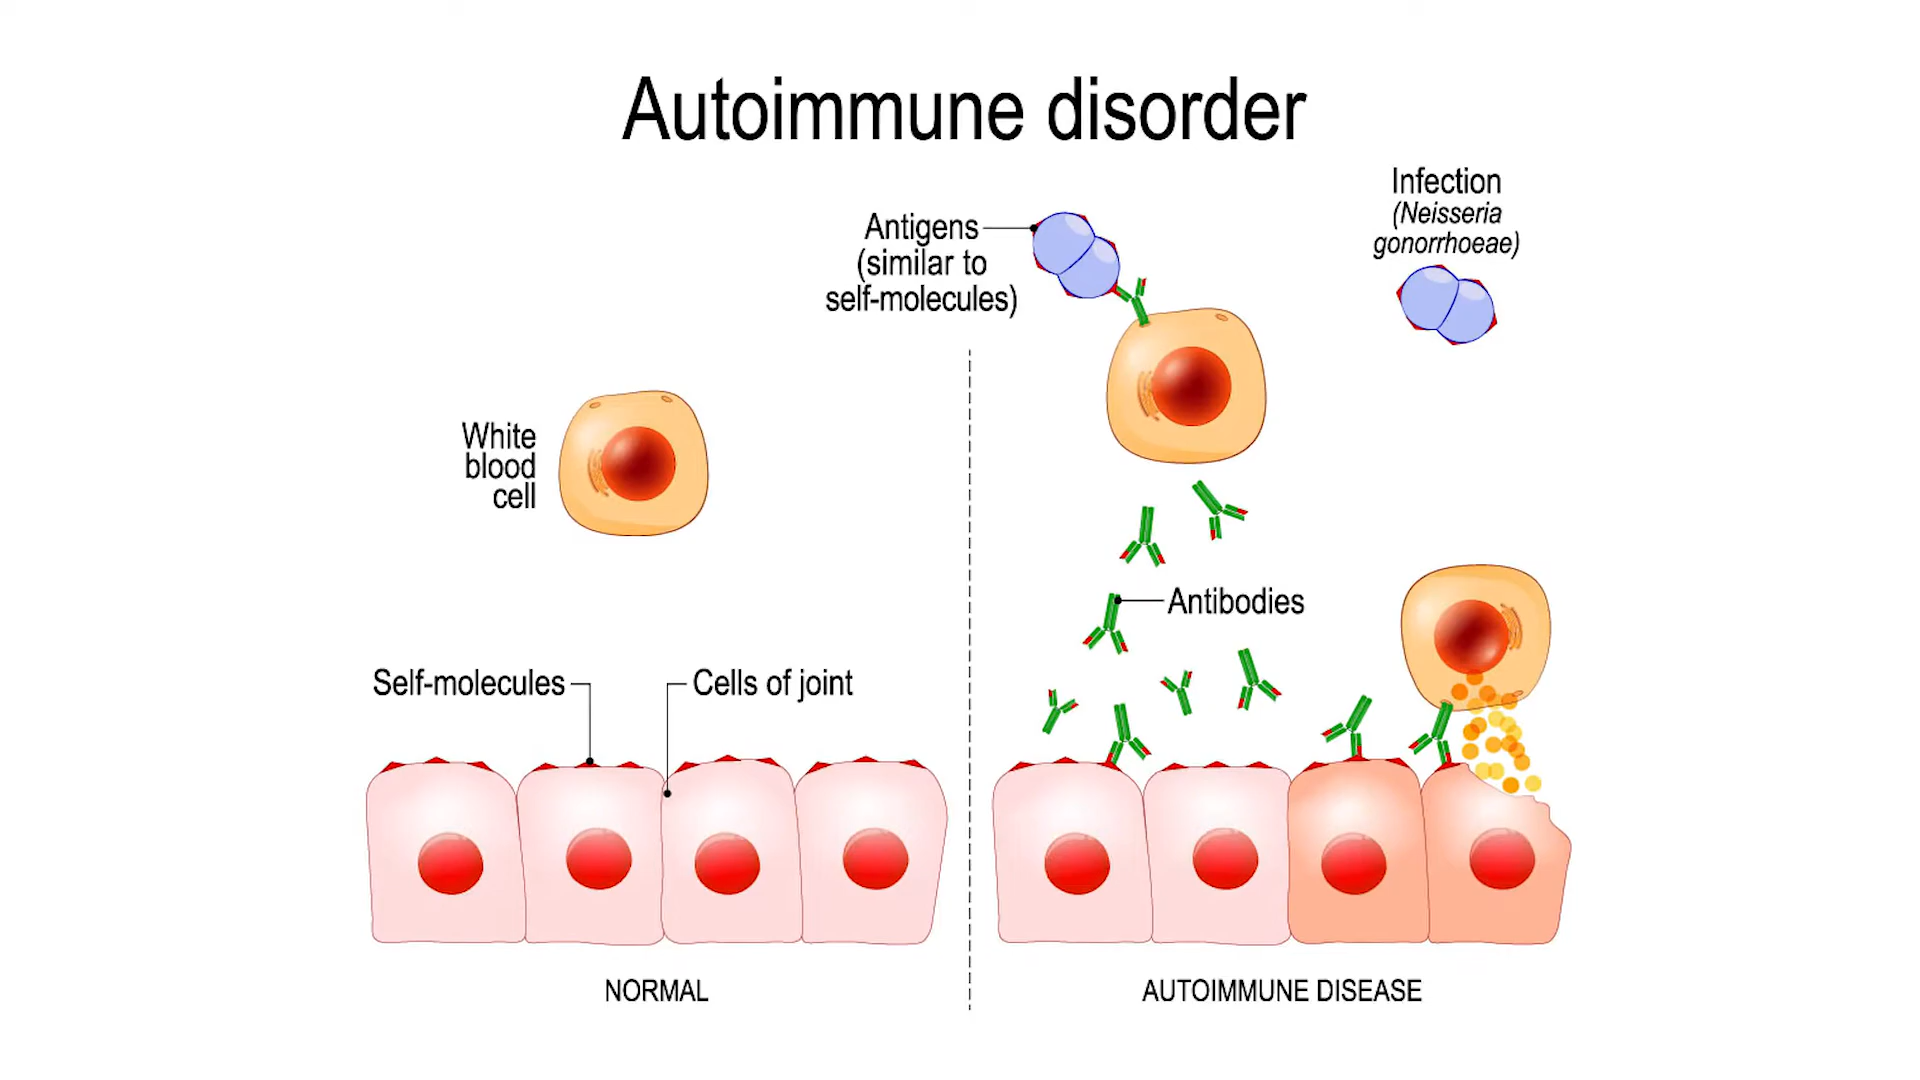 Autoimmune disorder
Infection
(Neisseria
gonorrhoeae)
Antigens
(similar to
self-molecules)
White
blood
cell
Antibodies
Self-molecules
Cells of joint
NORMAL
AUTOIMMUNE DISEASE